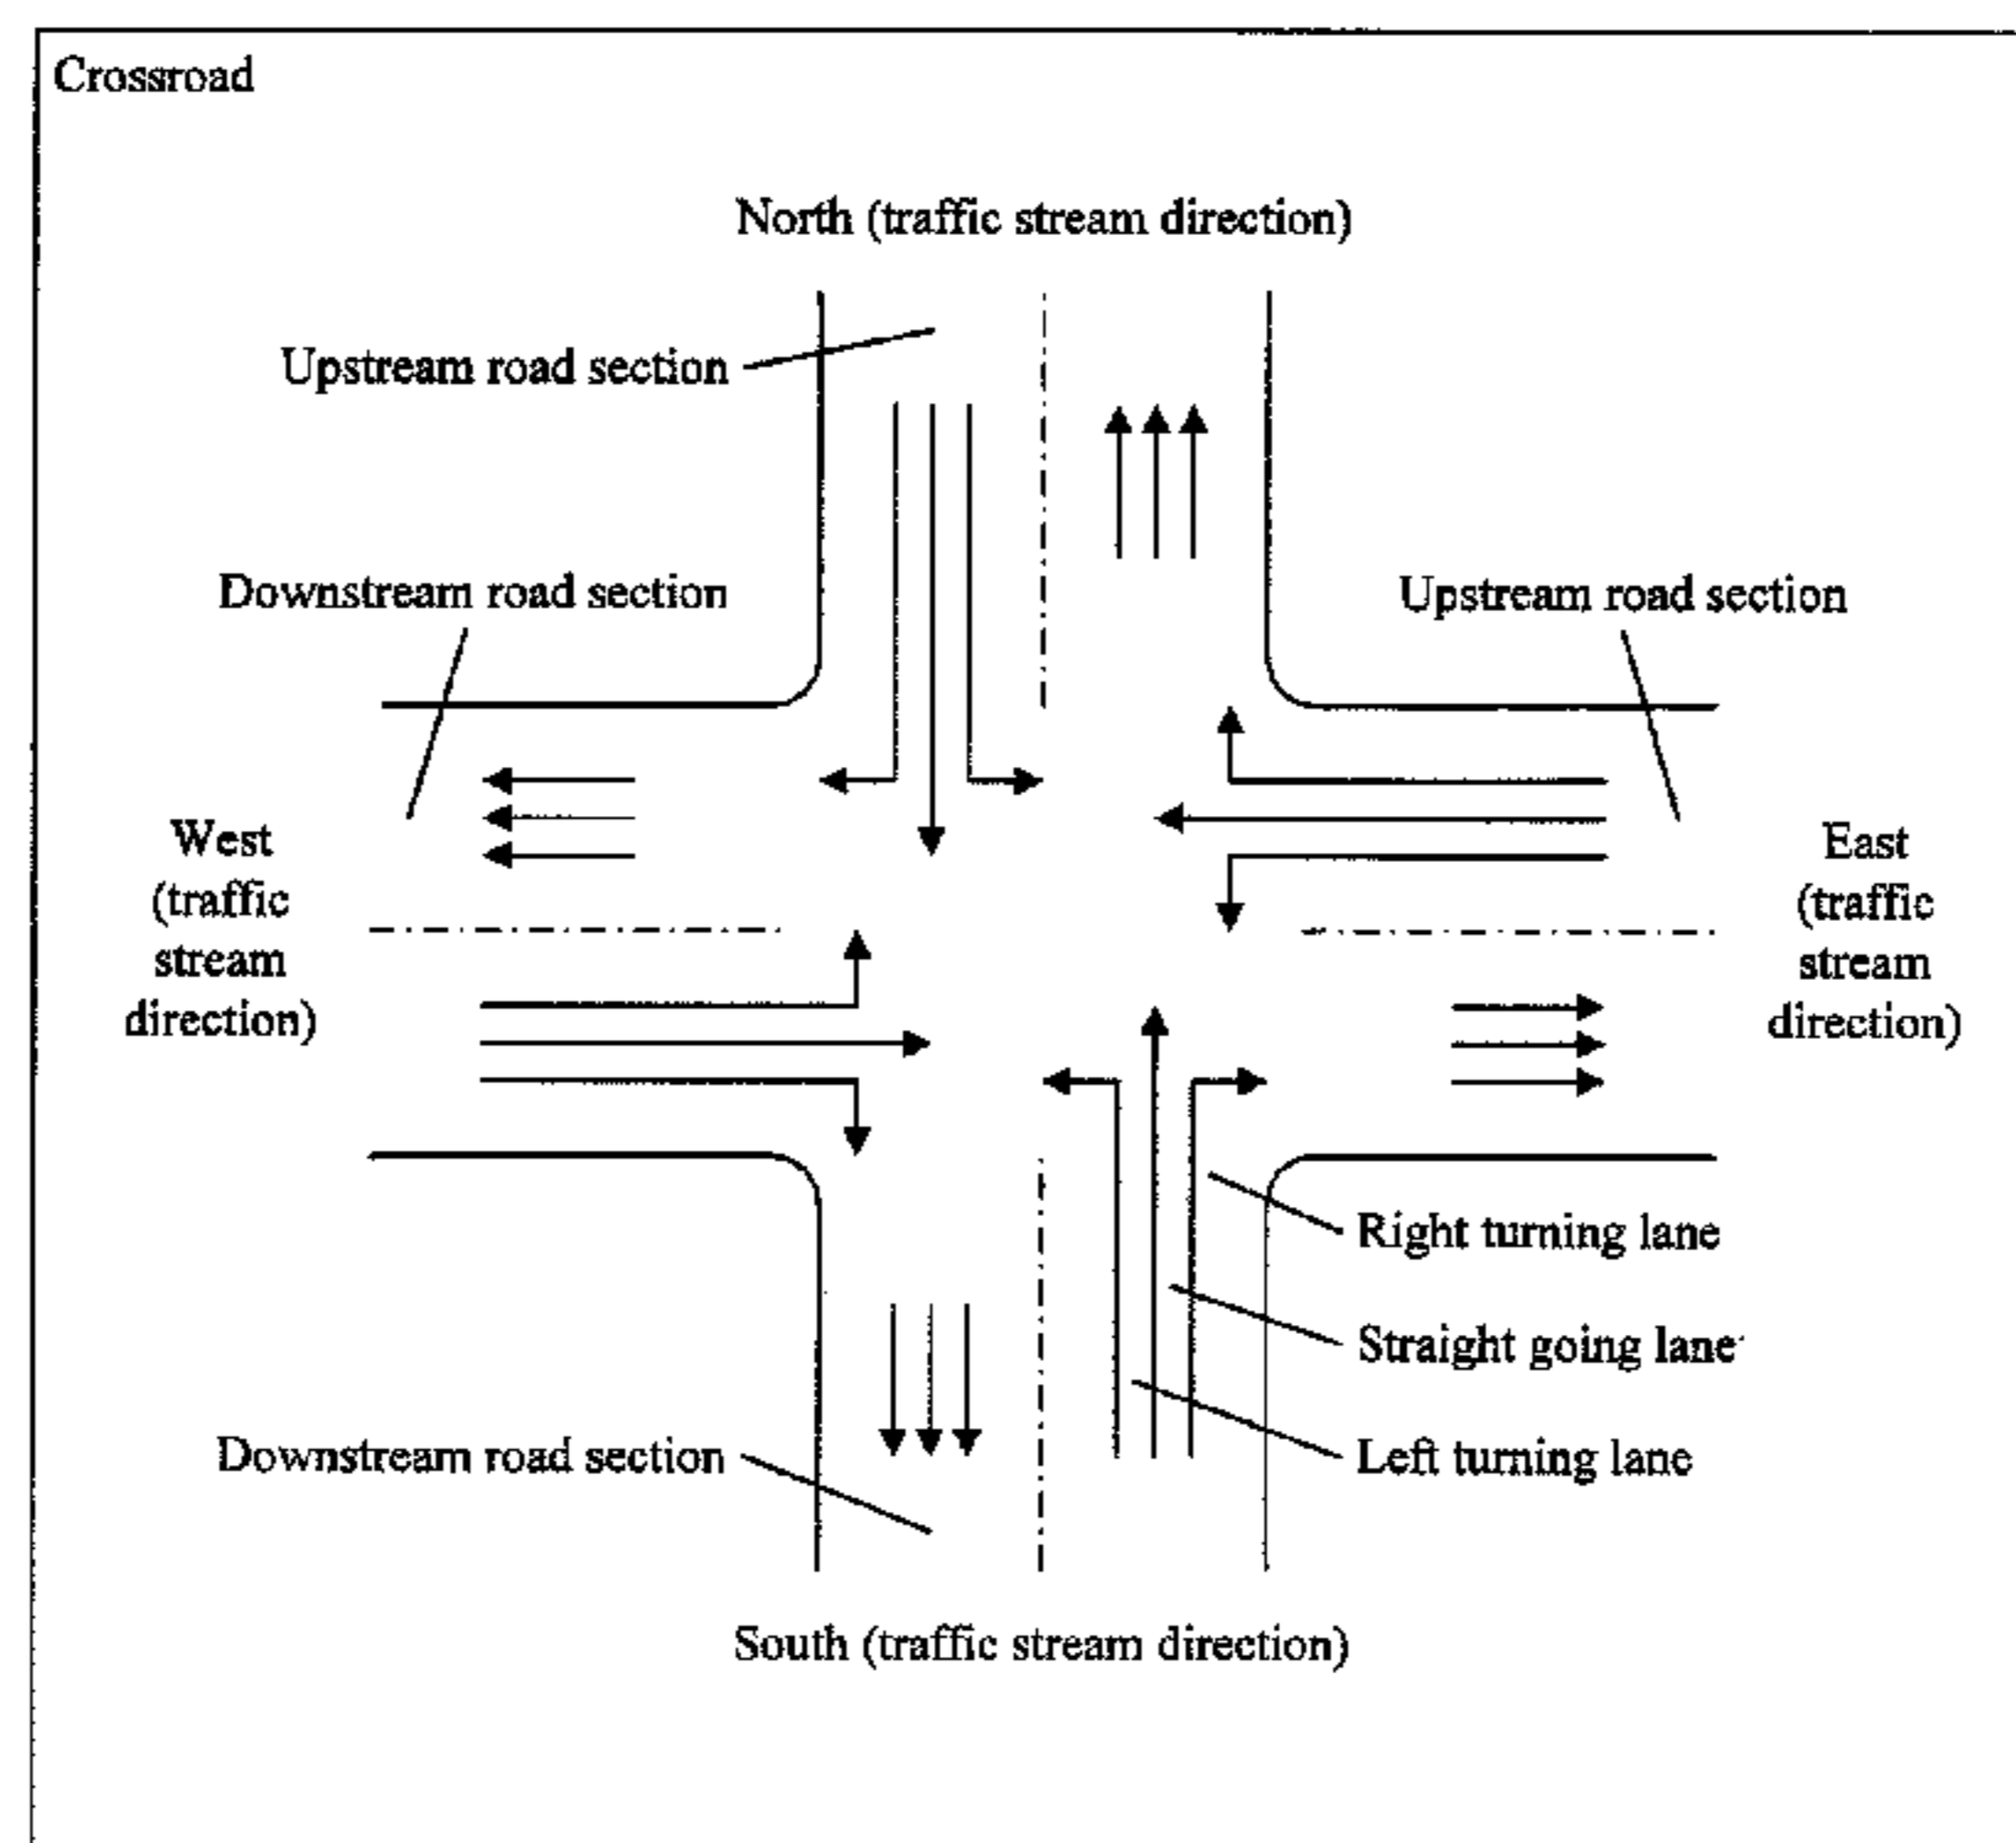 Crossroad
North (traffic stream direction)
Upstream road section
Downstream road section
Upstream road section
West
(traffic
stream
direction)
East
(traffic
stream
direction)
Right turning lane
Straight going lane
Left turning lane
Downstream road section
South (traffic stream direction)